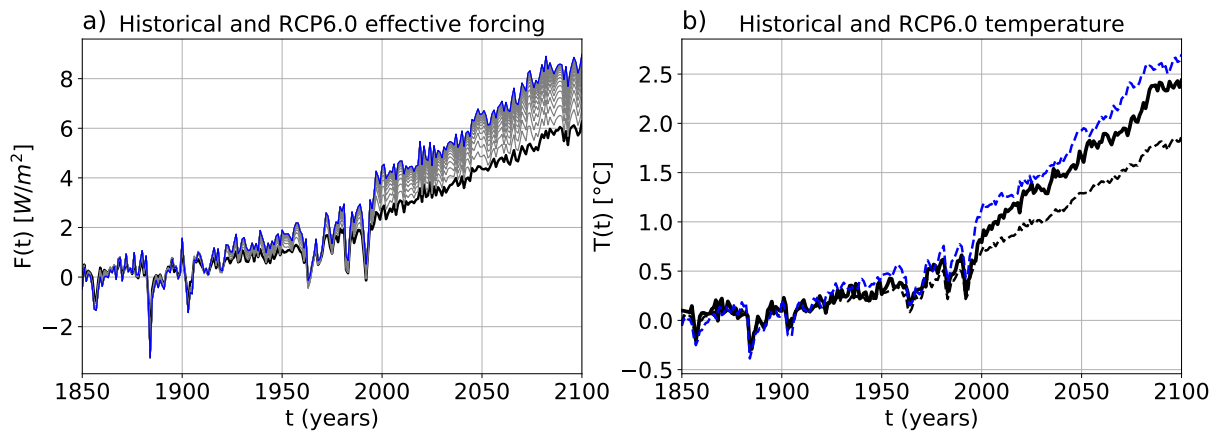 a) Historical and RCP6.0 effective forcing
F(t) [W/m²]
8
6
4
2
0
−2
1850 1900 1950 2000 2050 2100
t (years)
b) Historical and RCP6.0 temperature
T(t) [°C]
2.5
2.0
1.5
1.0
0.5
0.0
−0.5
1850 1900 1950 2000 2050 2100
t (years)